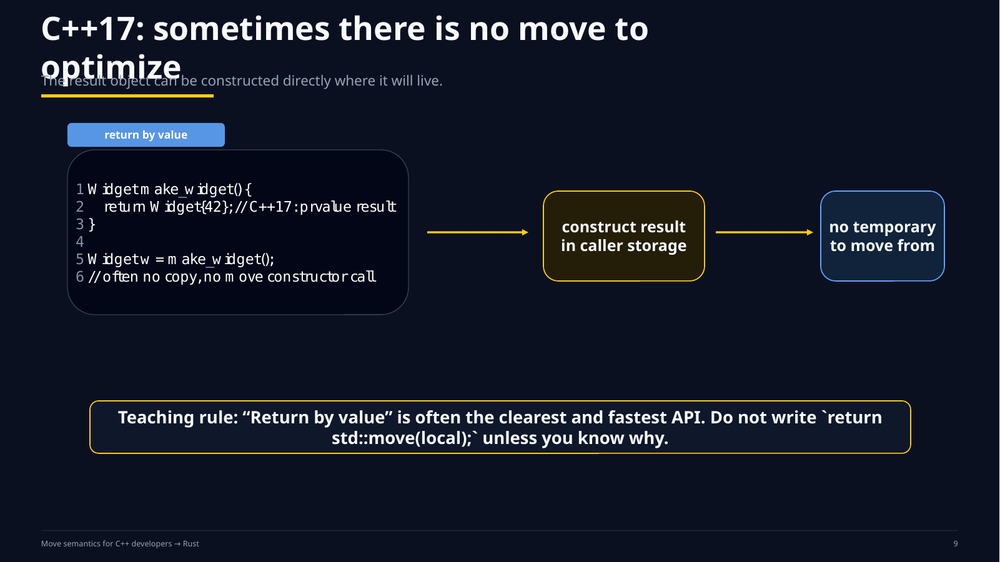 C++17: sometimes there is no move to
optimize
The result object can be constructed directly where it will live.
return by value
1 Widget make_widget() {
2     return Widget{42}; // C++17: prvalue result
3 }
4
5 Widget w = make_widget();
6 // often no copy, no move constructor call
construct result
in caller storage
no temporary
to move from
Teaching rule: “Return by value” is often the clearest and fastest API. Do not write `return
std::move(local);` unless you know why.
Move semantics for C++ developers → Rust
9